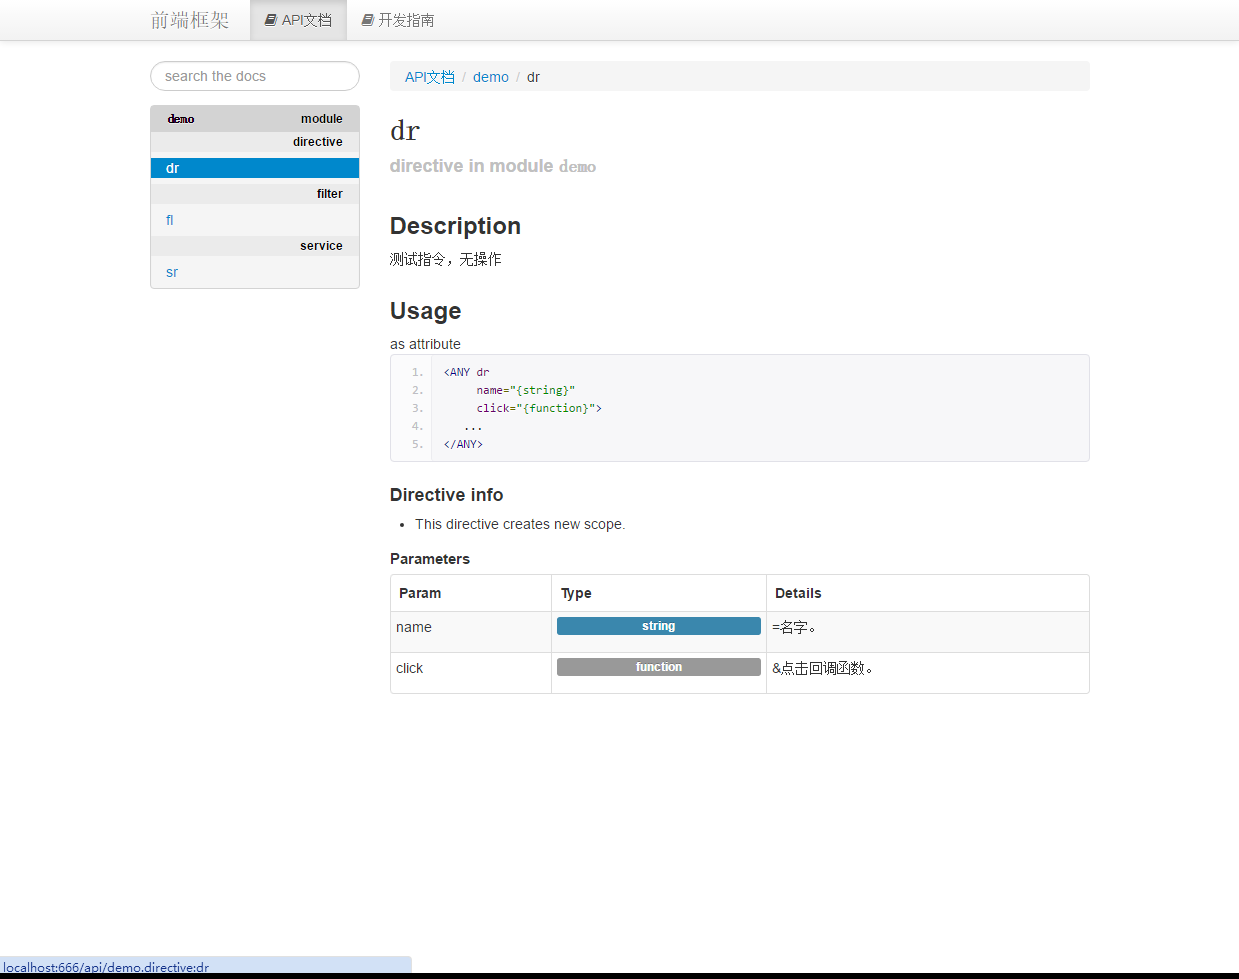 前端框架 API文档 开发指南
search the docs
demo module
directive
dr
filter
fl
service
sr
API文档 / demo / dr
dr
directive in module demo
Description
测试指令，无操作
Usage
as attribute
1. <ANY dr
2. name="{string}"
3. click="{function}">
4. ...
5. </ANY>
Directive info
• This directive creates new scope.
Parameters
Param Type Details
name string =名字。
click function &点击回调函数。
localhost:666/api/demo.directive:dr